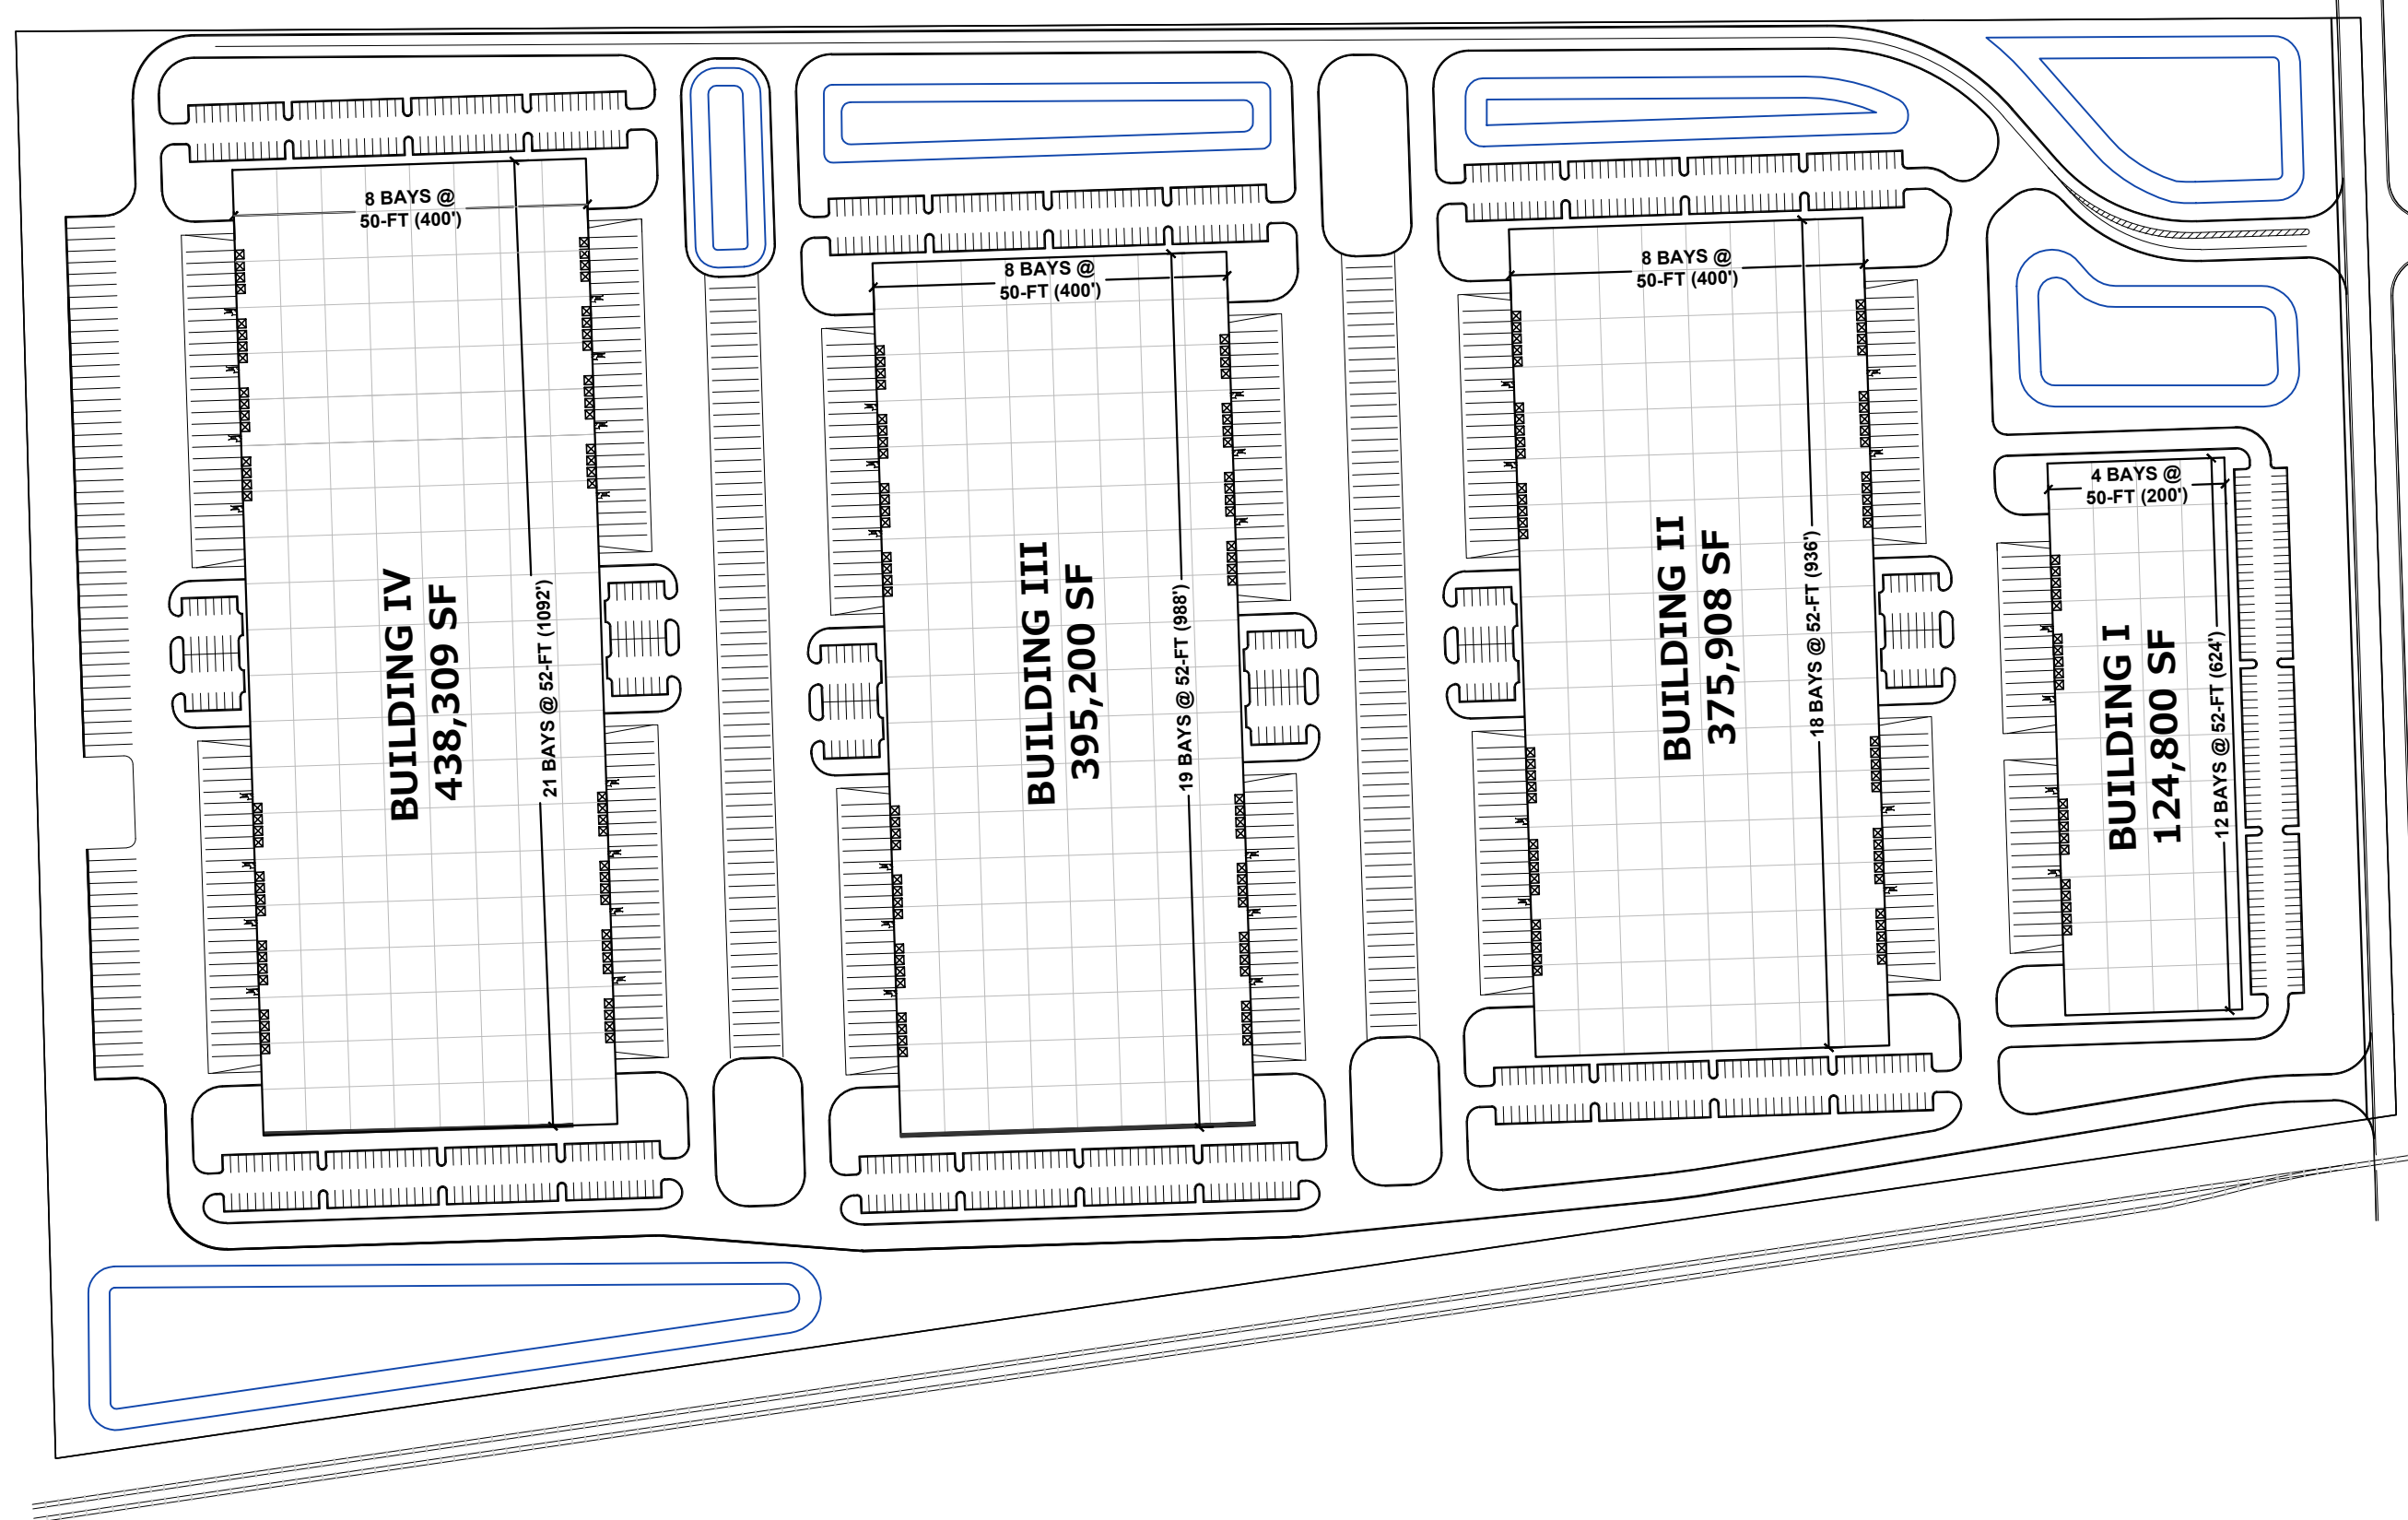 8 BAYS @
50-FT (400')
BUILDING IV
438,309 SF
21 BAYS @ 52-FT (1092')
8 BAYS @
50-FT (400')
BUILDING III
395,200 SF
19 BAYS @ 52-FT (988')
8 BAYS @
50-FT (400')
BUILDING II
375,908 SF
18 BAYS @ 52-FT (936')
4 BAYS @
50-FT (200')
BUILDING I
124,800 SF
12 BAYS @ 52-FT (624')